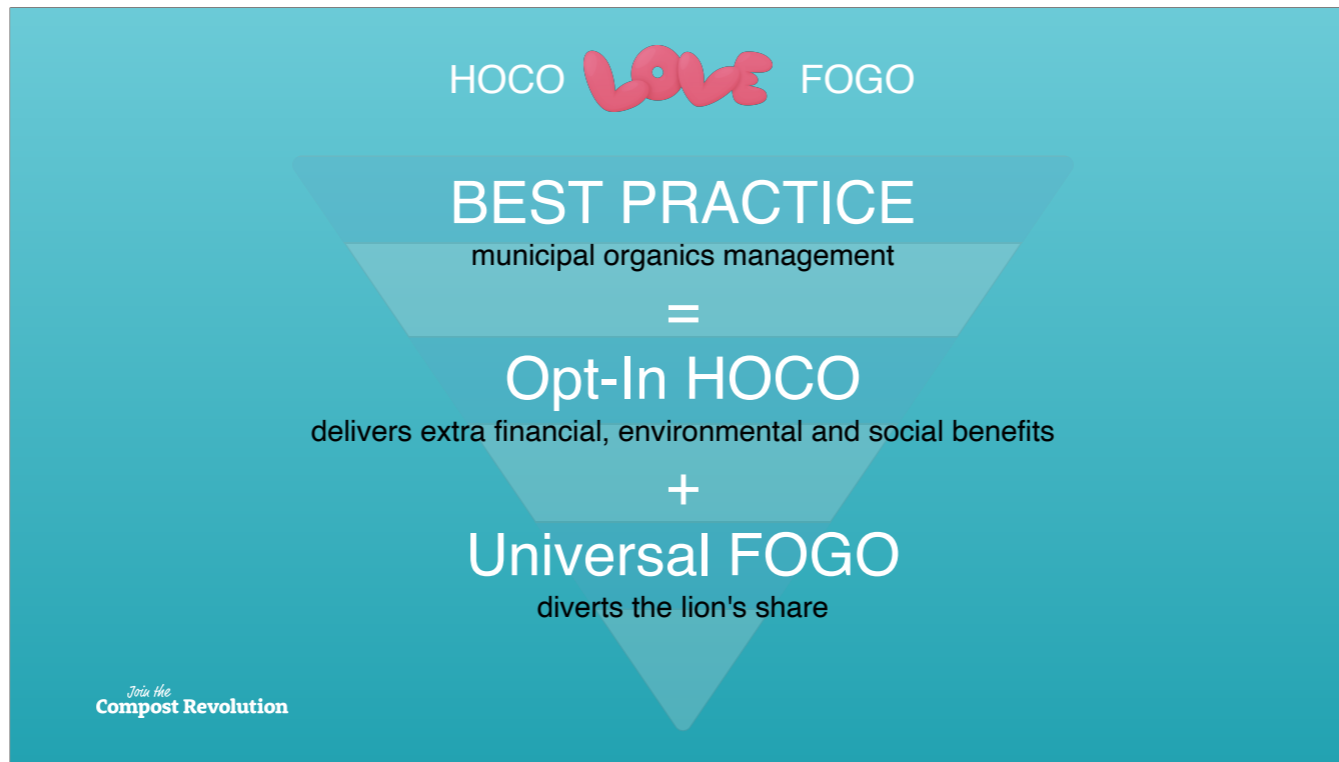 HOCO LOVE FOGO
BEST PRACTICE
municipal organics management
=
Opt-In HOCO
delivers extra financial, environmental and social benefits
+
Universal FOGO
diverts the lion's share
Join the
Compost Revolution